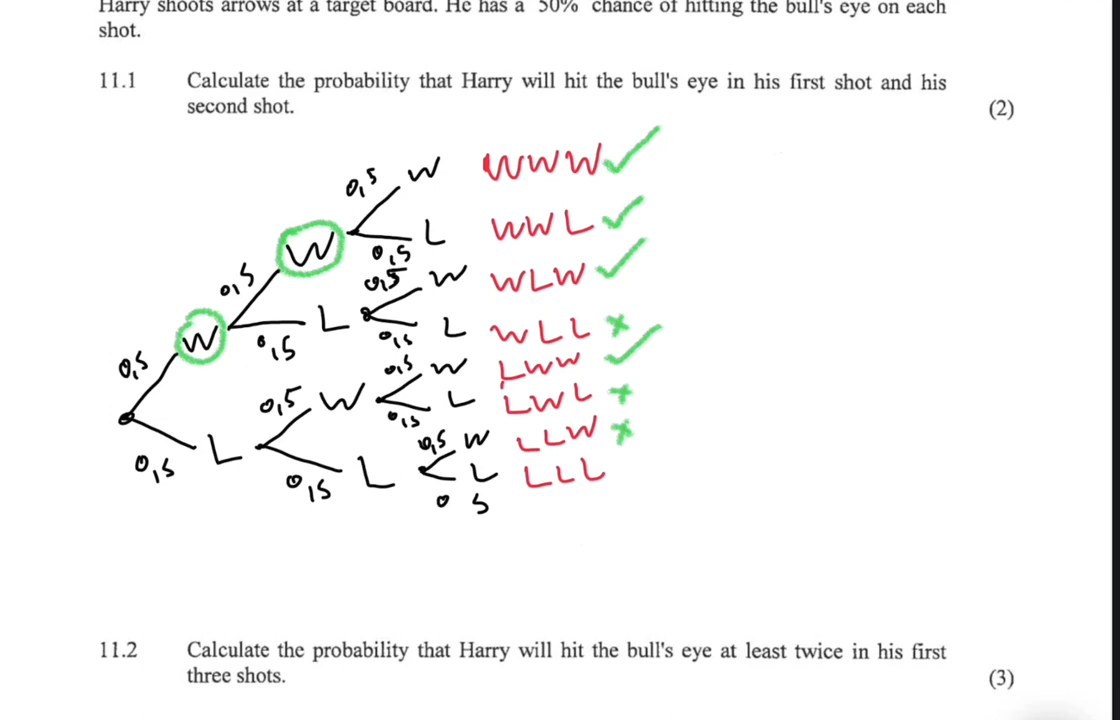 Harry shoots arrows at a target board. He has a 50% chance of hitting the bull's eye on each
shot.
11.1 Calculate the probability that Harry will hit the bull's eye in his first shot and his
second shot. (2)
0,5 W WWW
W 0,5 L WWL
0,5 0,5 W WLW
W 0,5 L 0,5 L WLL
0,5 0,5 W LWW
0,5 W 0,5 L LWL
0,5 L 0,5 W LLW
0,5 L L LLL
0 5
11.2 Calculate the probability that Harry will hit the bull's eye at least twice in his first
three shots. (3)